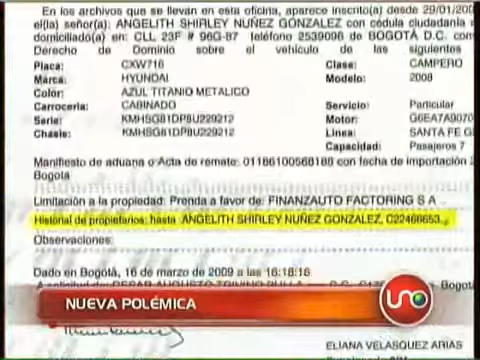 En los archivos que se llevan en esta oficina, aparece inscrito(a) desde 29/01/200
el(la) señor(a): ANGELITH SHIRLEY NUÑEZ GONZALEZ con cédula ciudadanía
domiciliado(a) en: CLL 23F # 96G-87 teléfono 2539006 de BOGOTÁ D.C. con
Derecho de Dominio sobre el vehículo de las siguientes
Placa: CXW716 Clase: CAMPERO
Marca: HYUNDAI Modelo: 2008
Color: AZUL TITANIO METALICO
Carrocería: CABINADO Servicio: Particular
Serie: KMHSG81DP8U229212 Motor: G6EA7A9070
Chasis: KMHSG81DP8U229212 Línea: SANTA FE G
Capacidad: Pasajeros 7
Manifiesto de aduana o Acta de remate: 01186100568188 con fecha de importación
Bogotá
Limitación a la propiedad: Prenda a favor de: FINANZAUTO FACTORING S A
Historial de propietarios: hasta ANGELITH SHIRLEY NUÑEZ GONZALEZ, C22466653
Observaciones:
Dado en Bogotá, 16 de marzo de 2009 a las 16:18:18
Bogotá
NUEVA POLÉMICA
uno
ELIANA VELASQUEZ ARIAS